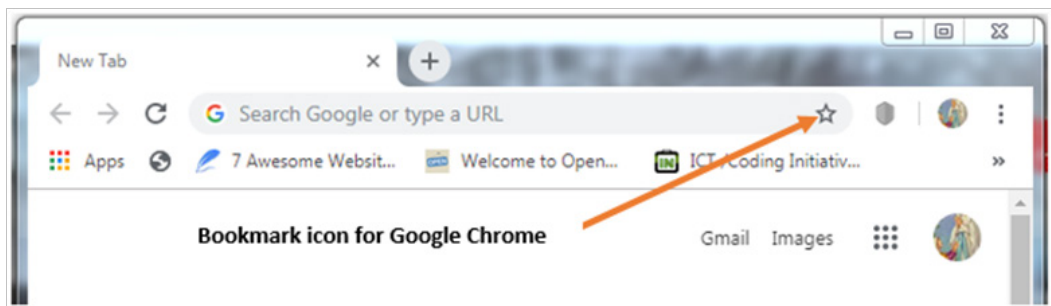 New Tab
Search Google or type a URL
Apps 7 Awesome Websit... Welcome to Open... ICT /Coding Initiativ...
Bookmark icon for Google Chrome Gmail Images